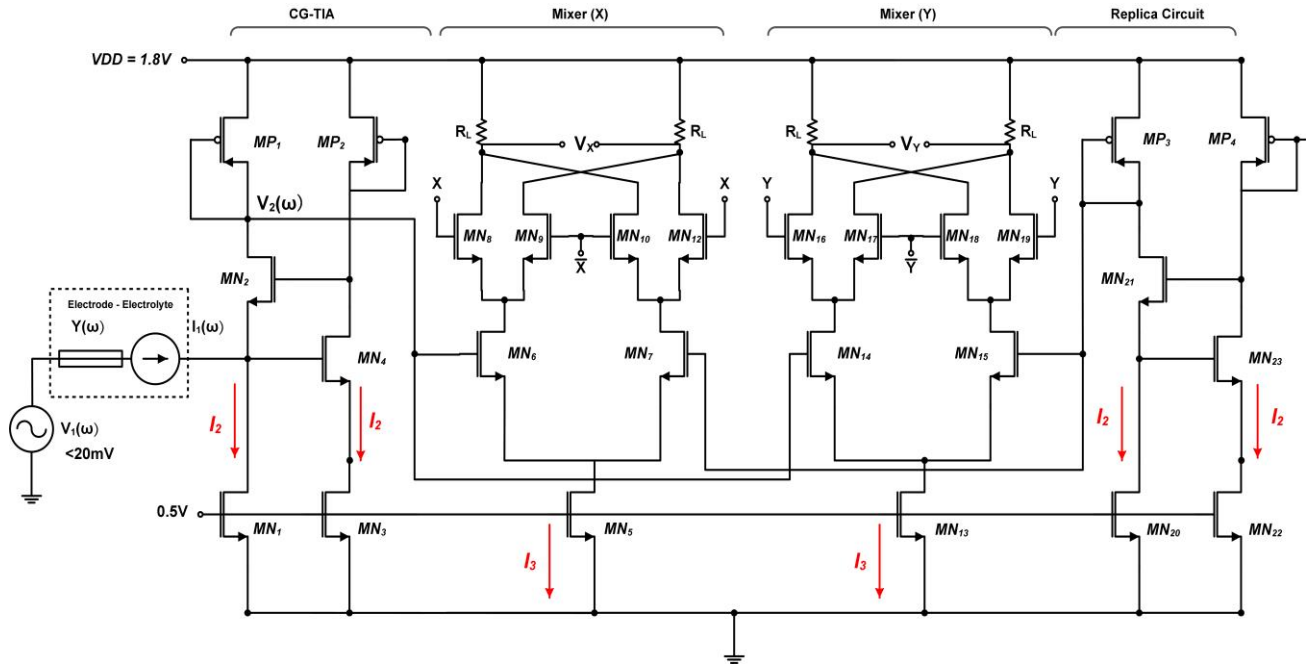 CG-TIA
Mixer (X)
Mixer (Y)
Replica Circuit
VDD = 1.8V
MP1
MP2
RL
VX
RL
RL
VY
RL
MP3
MP4
X
X
Y
Y
V2(ω)
MN8
MN9
MN10
MN12
MN16
MN17
MN18
MN19
X̅
Y̅
MN2
MN21
Electrode - Electrolyte
Y(ω)
I1(ω)
MN4
MN6
MN7
MN14
MN15
MN23
V1(ω)
<20mV
I2
I2
I2
I2
0.5V
MN1
MN3
MN5
MN13
MN20
MN22
I3
I3